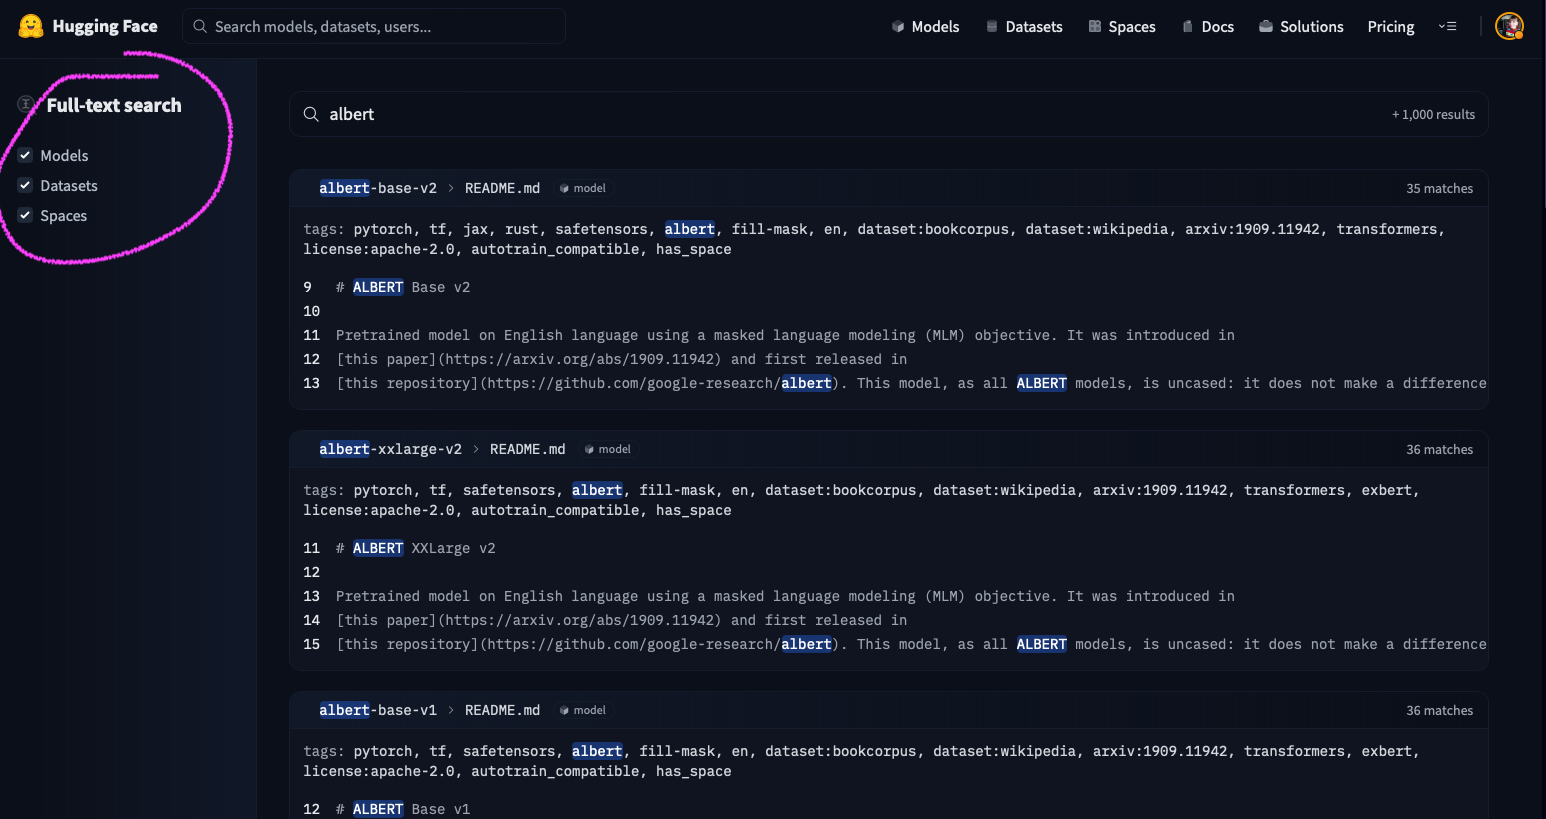 Hugging Face
Search models, datasets, users...
Models
Datasets
Spaces
Docs
Solutions
Pricing
Full-text search
Models
Datasets
Spaces
albert
+ 1,000 results
albert-base-v2 > README.md model 35 matches
tags: pytorch, tf, jax, rust, safetensors, albert, fill-mask, en, dataset:bookcorpus, dataset:wikipedia, arxiv:1909.11942, transformers,
license:apache-2.0, autotrain_compatible, has_space
9 # ALBERT Base v2
10
11 Pretrained model on English language using a masked language modeling (MLM) objective. It was introduced in
12 [this paper](https://arxiv.org/abs/1909.11942) and first released in
13 [this repository](https://github.com/google-research/albert). This model, as all ALBERT models, is uncased: it does not make a difference
albert-xxlarge-v2 > README.md model 36 matches
tags: pytorch, tf, safetensors, albert, fill-mask, en, dataset:bookcorpus, dataset:wikipedia, arxiv:1909.11942, transformers, exbert,
license:apache-2.0, autotrain_compatible, has_space
11 # ALBERT XXLarge v2
12
13 Pretrained model on English language using a masked language modeling (MLM) objective. It was introduced in
14 [this paper](https://arxiv.org/abs/1909.11942) and first released in
15 [this repository](https://github.com/google-research/albert). This model, as all ALBERT models, is uncased: it does not make a difference
albert-base-v1 > README.md model 36 matches
tags: pytorch, tf, safetensors, albert, fill-mask, en, dataset:bookcorpus, dataset:wikipedia, arxiv:1909.11942, transformers, exbert,
license:apache-2.0, autotrain_compatible, has_space
12 # ALBERT Base v1